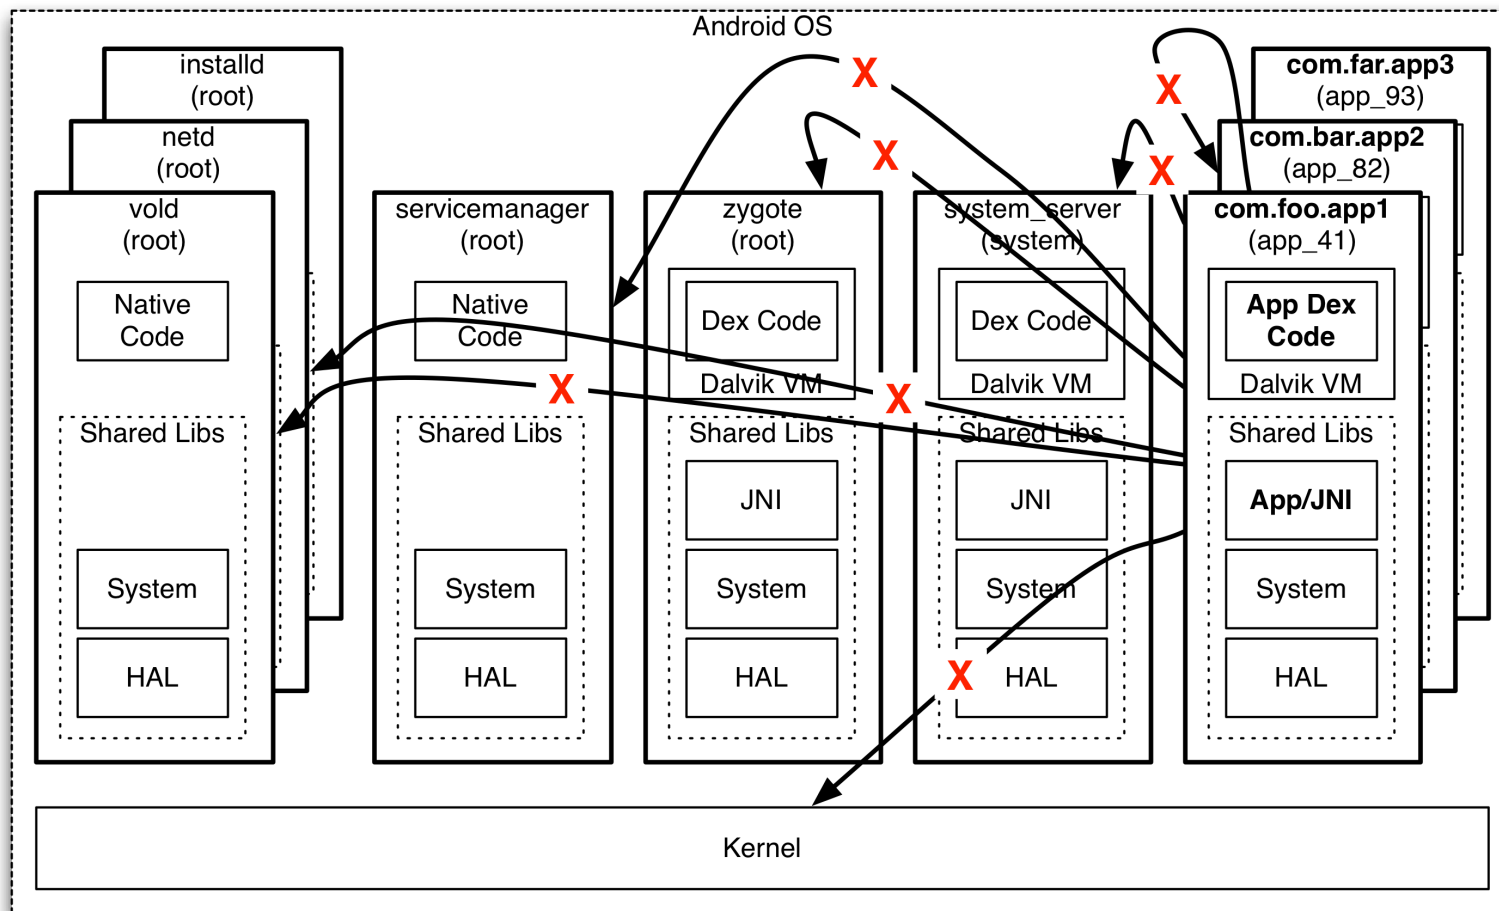 Android OS
installd
(root)
netd
(root)
vold
(root)
Native
Code
Shared Libs
System
HAL
servicemanager
(root)
Native
Code
Shared Libs
System
HAL
zygote
(root)
Dex Code
Dalvik VM
Shared Libs
JNI
System
HAL
system_server
(system)
Dex Code
Dalvik VM
Shared Libs
JNI
System
HAL
com.far.app3
(app_93)
com.bar.app2
(app_82)
com.foo.app1
(app_41)
App Dex
Code
Dalvik VM
Shared Libs
App/JNI
System
HAL
X
X
X
X
X
X
X
Kernel